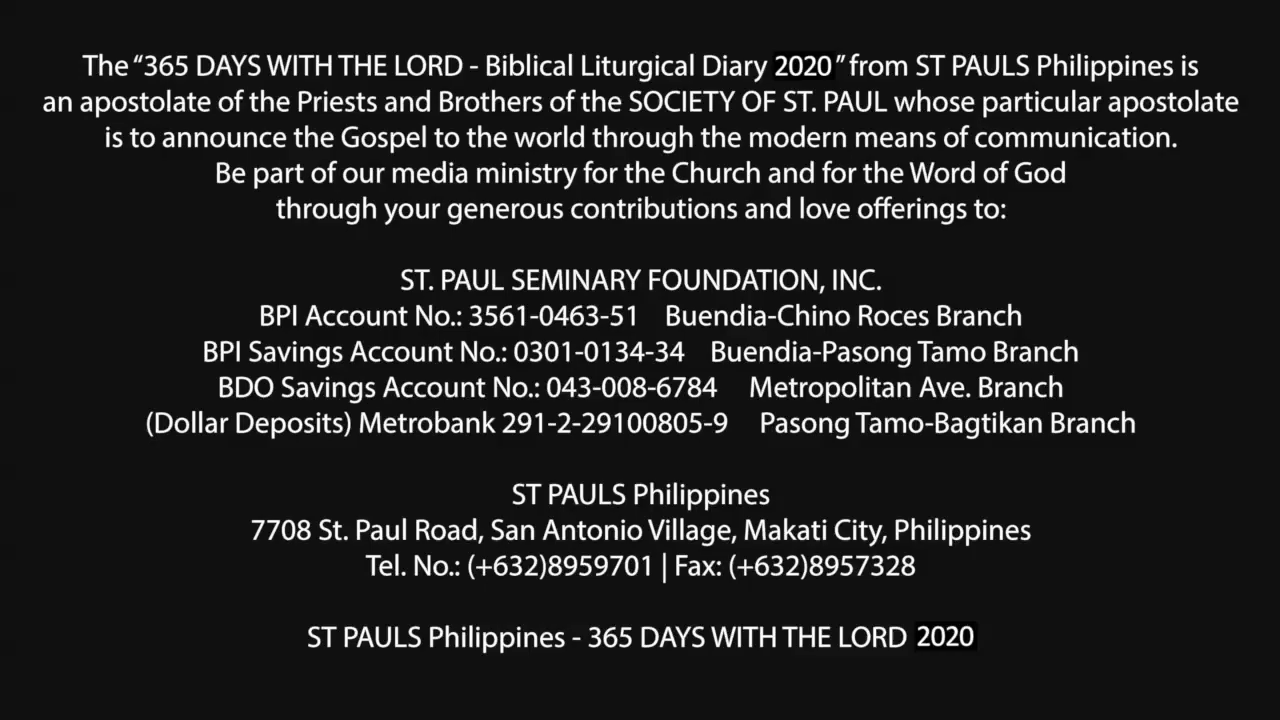 The “365 DAYS WITH THE LORD - Biblical Liturgical Diary 2020” from ST PAULS Philippines is
an apostolate of the Priests and Brothers of the SOCIETY OF ST. PAUL whose particular apostolate
is to announce the Gospel to the world through the modern means of communication.
Be part of our media ministry for the Church and for the Word of God
through your generous contributions and love offerings to:
ST. PAUL SEMINARY FOUNDATION, INC.
BPI Account No.: 3561-0463-51 Buendia-Chino Roces Branch
BPI Savings Account No.: 0301-0134-34 Buendia-Pasong Tamo Branch
BDO Savings Account No.: 043-008-6784 Metropolitan Ave. Branch
(Dollar Deposits) Metrobank 291-2-29100805-9 Pasong Tamo-Bagtikan Branch
ST PAULS Philippines
7708 St. Paul Road, San Antonio Village, Makati City, Philippines
Tel. No.: (+632)8959701 | Fax: (+632)8957328
ST PAULS Philippines - 365 DAYS WITH THE LORD 2020